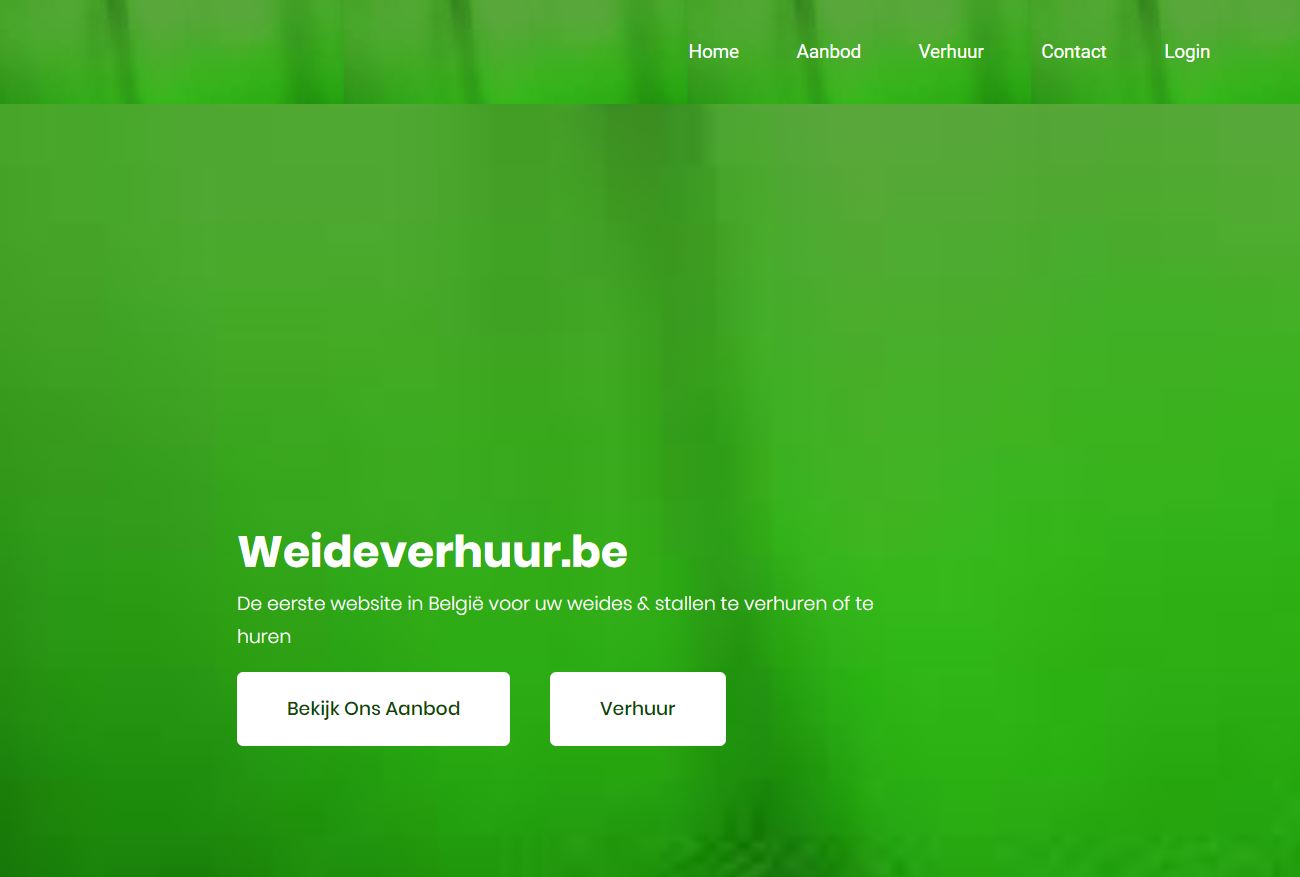 Home Aanbod Verhuur Contact Login
Weideverhuur.be
De eerste website in België voor uw weides & stallen te verhuren of te
huren
Bekijk Ons Aanbod Verhuur